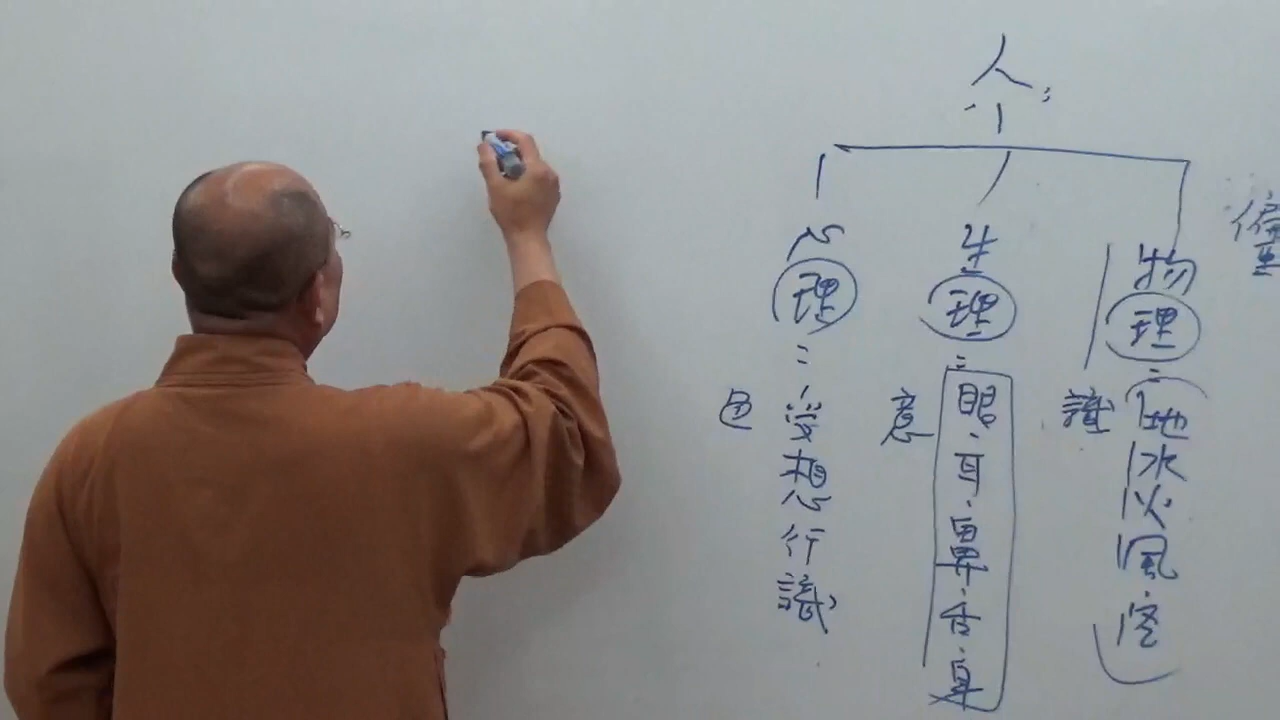 人
物理：地水火風空
識
生理：眼、耳、鼻、舌、身
意
心理：受想行識
色